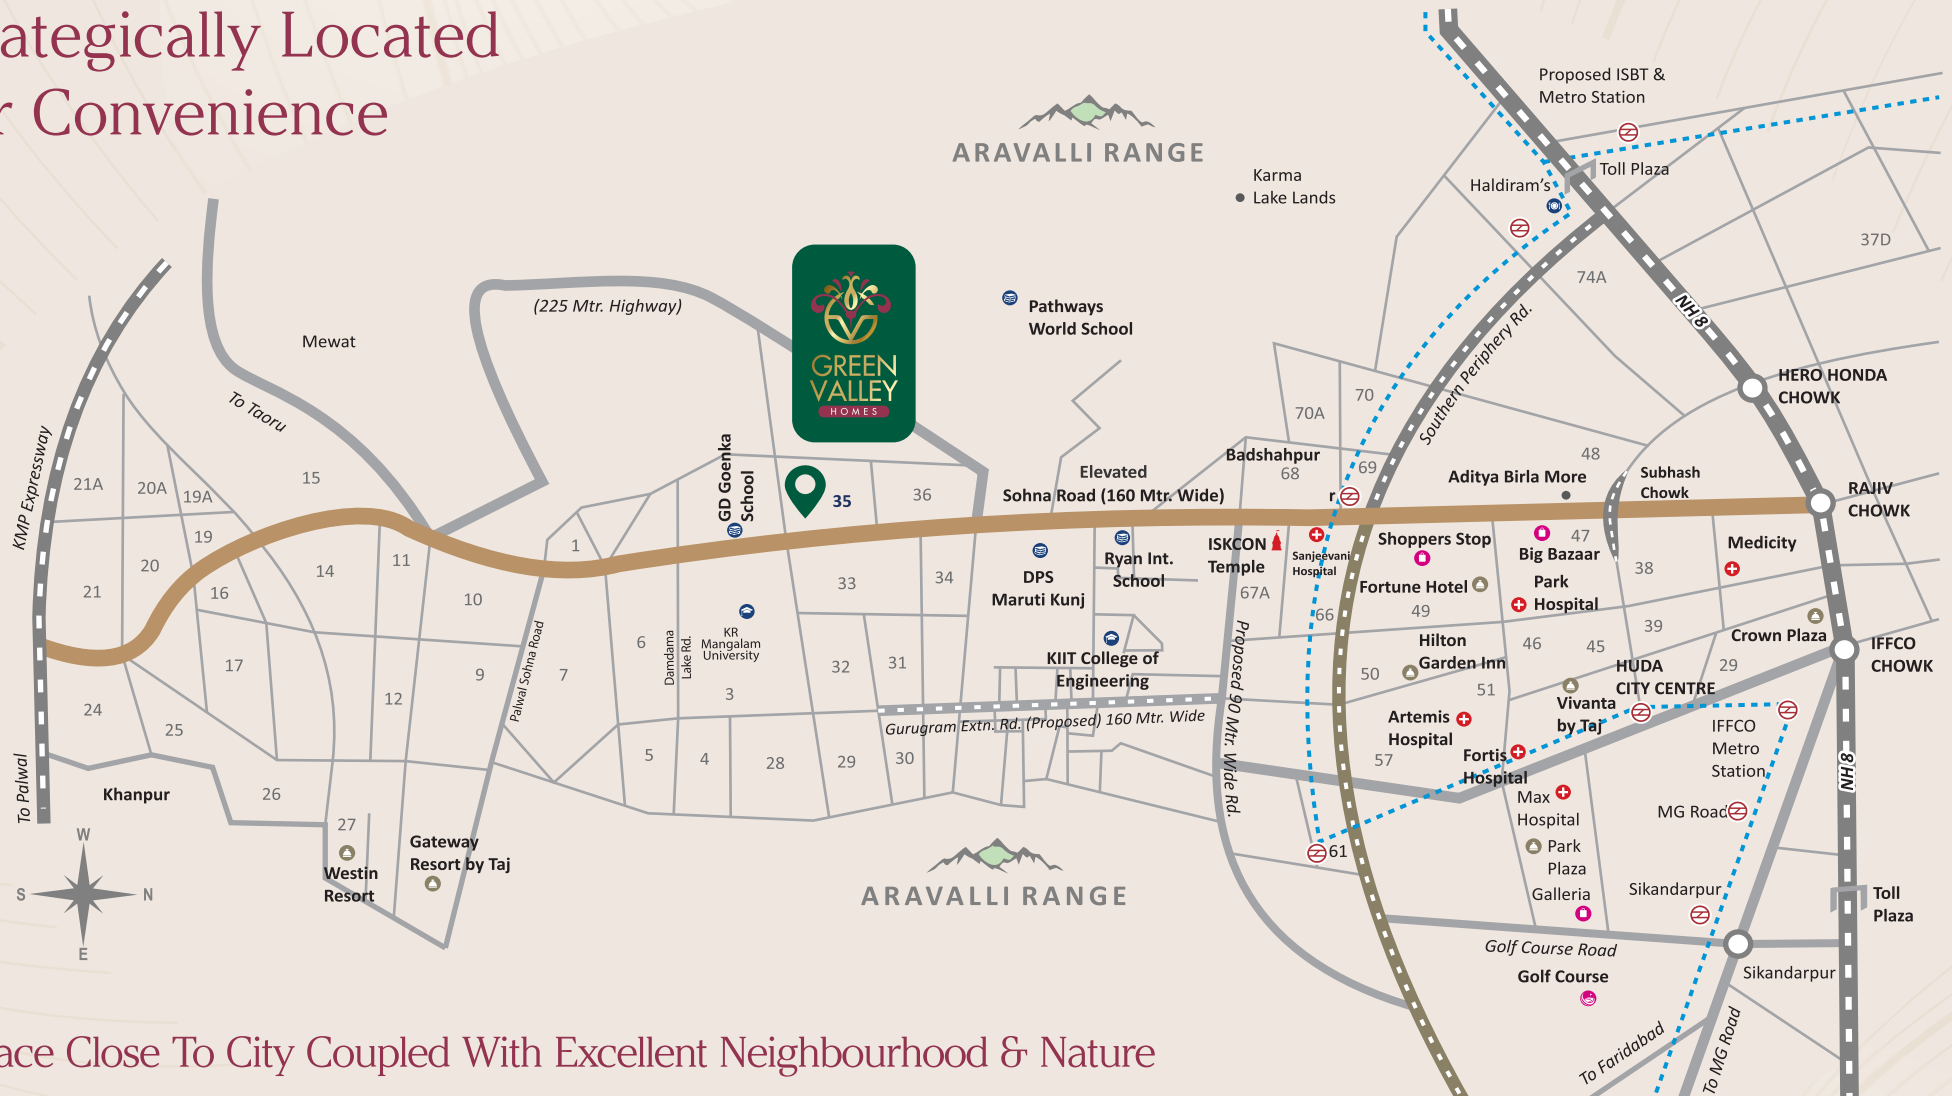 ategically Located
r Convenience
ARAVALLI RANGE
Proposed ISBT &
Metro Station
Toll Plaza
Haldiram's
Karma
Lake Lands
37D
74A
NH 8
HERO HONDA
CHOWK
Southern Periphery Rd.
(225 Mtr. Highway)
Mewat
To Taoru
KMP Expressway
GREEN
VALLEY
HOMES
Pathways
World School
70A
70
69
68
Badshahpur
48
Aditya Birla More
Subhash
Chowk
RAJIV
CHOWK
Elevated
Sohna Road (160 Mtr. Wide)
r
GD Goenka
School
35
36
15
21A
20A
19A
19
20
21
16
14
11
10
1
33
34
DPS
Maruti Kunj
Ryan Int.
School
ISKCON
Temple
Sanjeevani
Hospital
Shoppers Stop
Big Bazaar
47
Medicity
Fortune Hotel
Park
Hospital
38
67A
66
49
KR
Mangalam
University
KIIT College of
Engineering
Hilton
Garden Inn
46
45
39
Crown Plaza
IFFCO
CHOWK
HUDA
CITY CENTRE
29
50
51
17
12
9
7
6
Palwal Sohna Road
Damdama
Lake Rd.
3
32
31
Proposed 90 Mtr. Wide Rd.
Gurugram Extn. Rd. (Proposed) 160 Mtr. Wide
Artemis
Hospital
Vivanta
by Taj
IFFCO
Metro
Station
Fortis
Hospital
57
24
25
5
4
28
29
30
NH 8
To Palwal
Khanpur
26
27
Max
Hospital
MG Road
Park
Plaza
61
Gateway
Resort by Taj
Westin
Resort
W
S
N
E
ARAVALLI RANGE
Galleria
Sikandarpur
Toll
Plaza
Golf Course Road
Golf Course
Sikandarpur
To Faridabad
To MG Road
ace Close To City Coupled With Excellent Neighbourhood & Nature